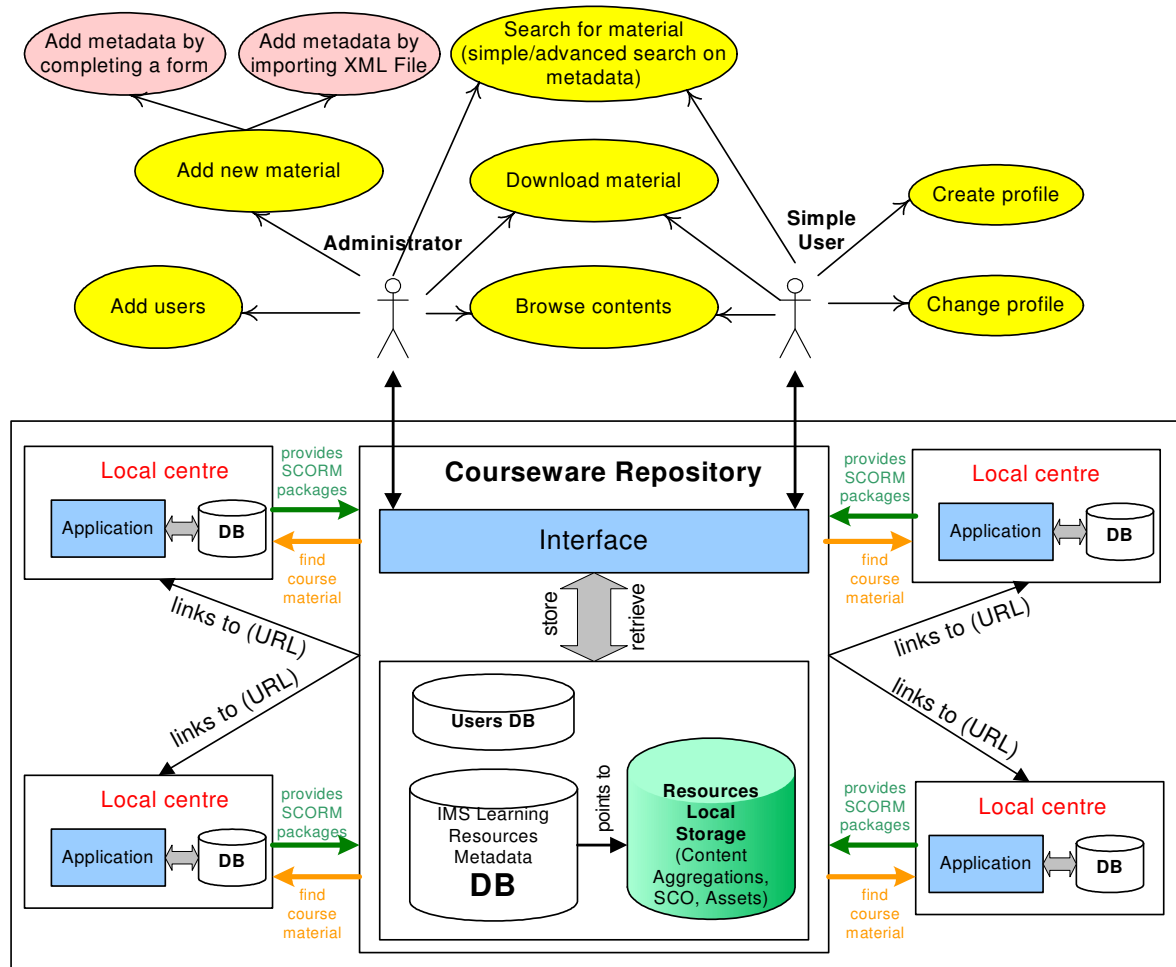 Add metadata by
completing a form
Add metadata by
importing XML File
Search for material
(simple/advanced search on
metadata)
Add new material
Download material
Create profile
Administrator
Simple
User
Add users
Browse contents
Change profile
Local centre
Application
DB
provides
SCORM
packages
find
course
material
Courseware Repository
Interface
provides
SCORM
packages
find
course
material
Local centre
Application
DB
links to (URL)
links to (URL)
store
retrieve
links to (URL)
links to (URL)
Users DB
IMS Learning
Resources
Metadata
DB
points to
Resources
Local
Storage
(Content
Aggregations,
SCO, Assets)
Local centre
Application
DB
provides
SCORM
packages
find
course
material
provides
SCORM
packages
find
course
material
Local centre
Application
DB